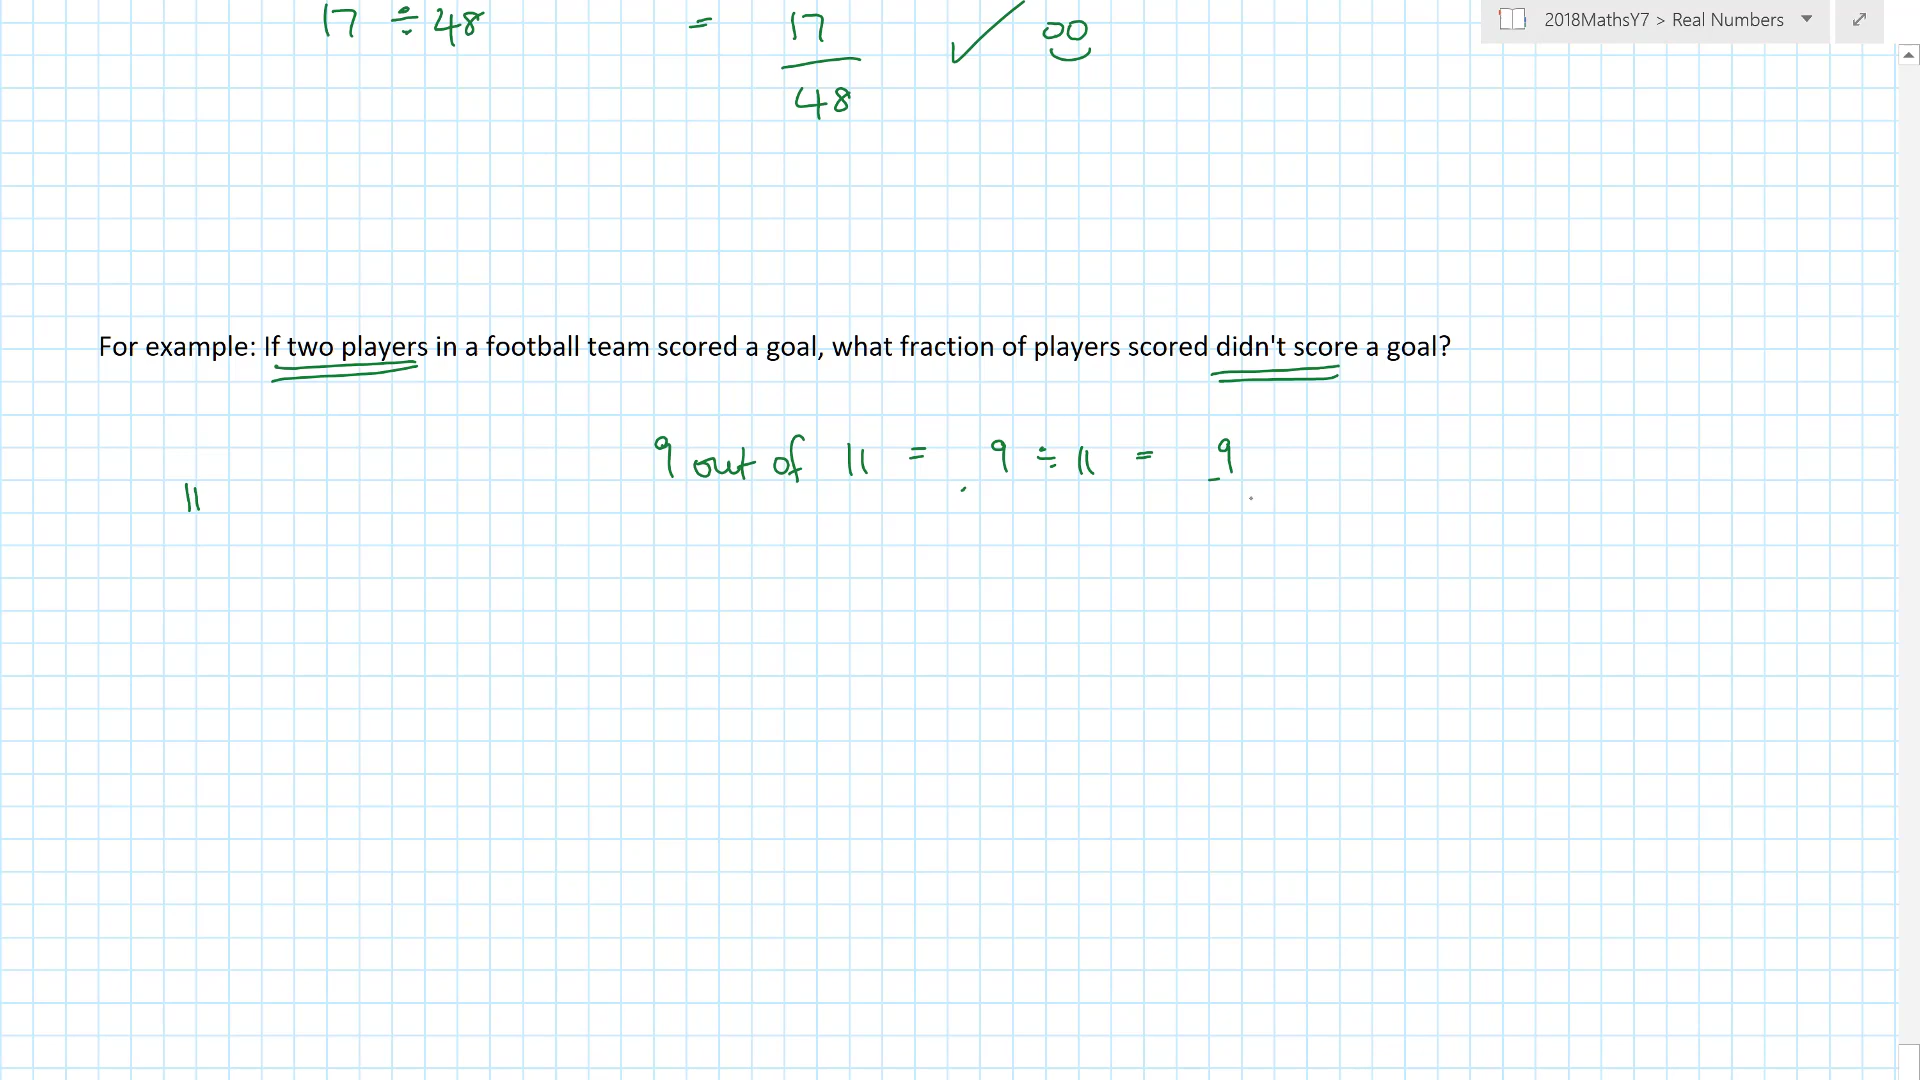 2018MathsY7 > Real Numbers
17 ÷ 48 = 17
48
For example: If two players in a football team scored a goal, what fraction of players scored didn't score a goal?
9 out of 11 = 9 ÷ 11 = 9
11